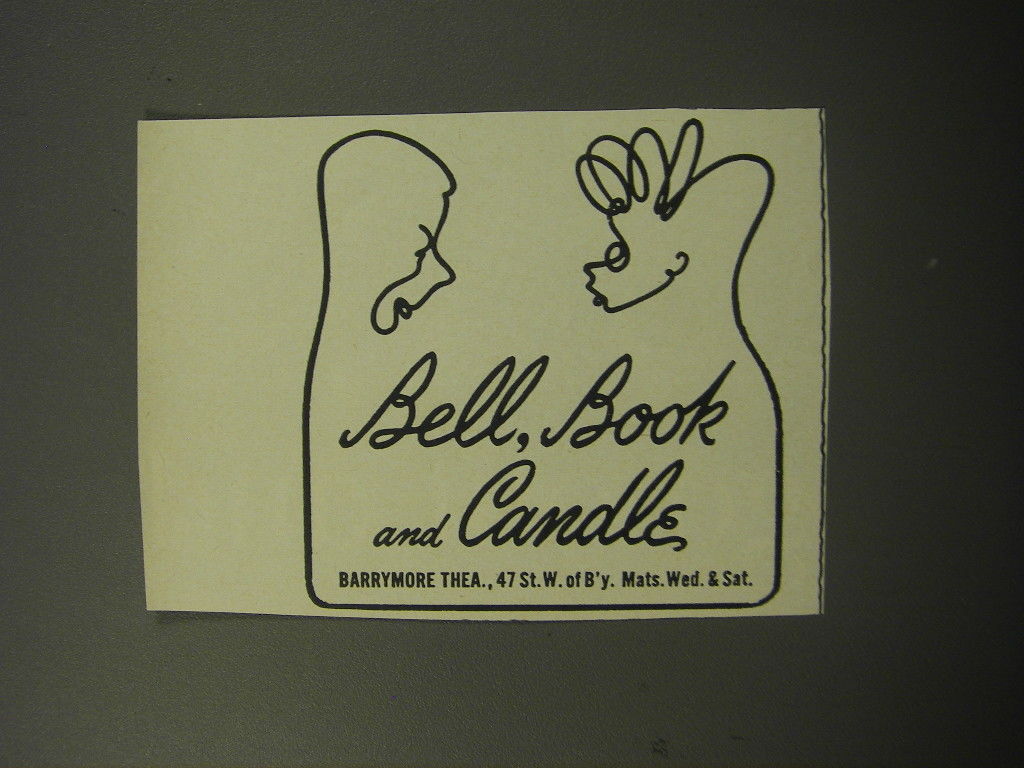 Bell, Book
and Candle
BARRYMORE THEA., 47 St. W. of B'y. Mats. Wed. & Sat.